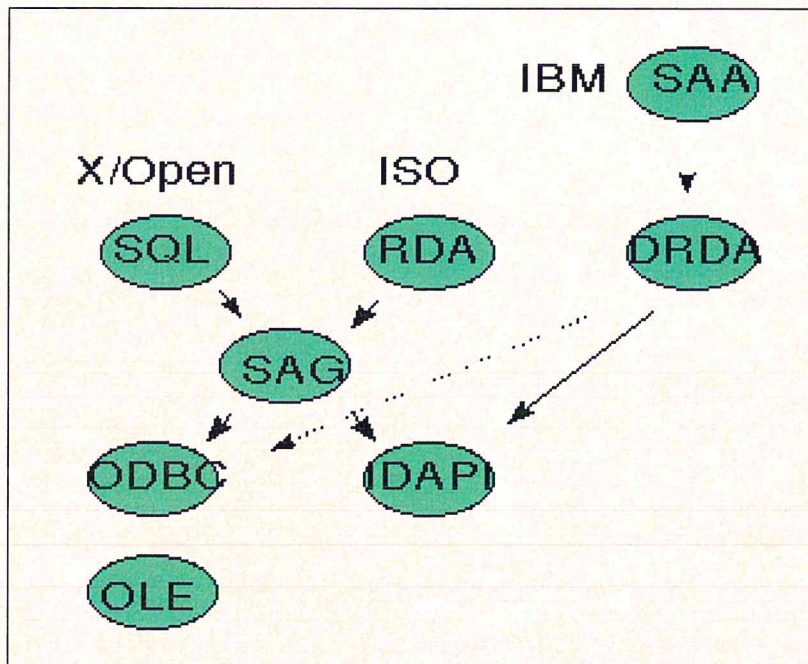 IBM SAA
X/Open ISO
SQL RDA DRDA
SAG
ODBC IDAPI
OLE